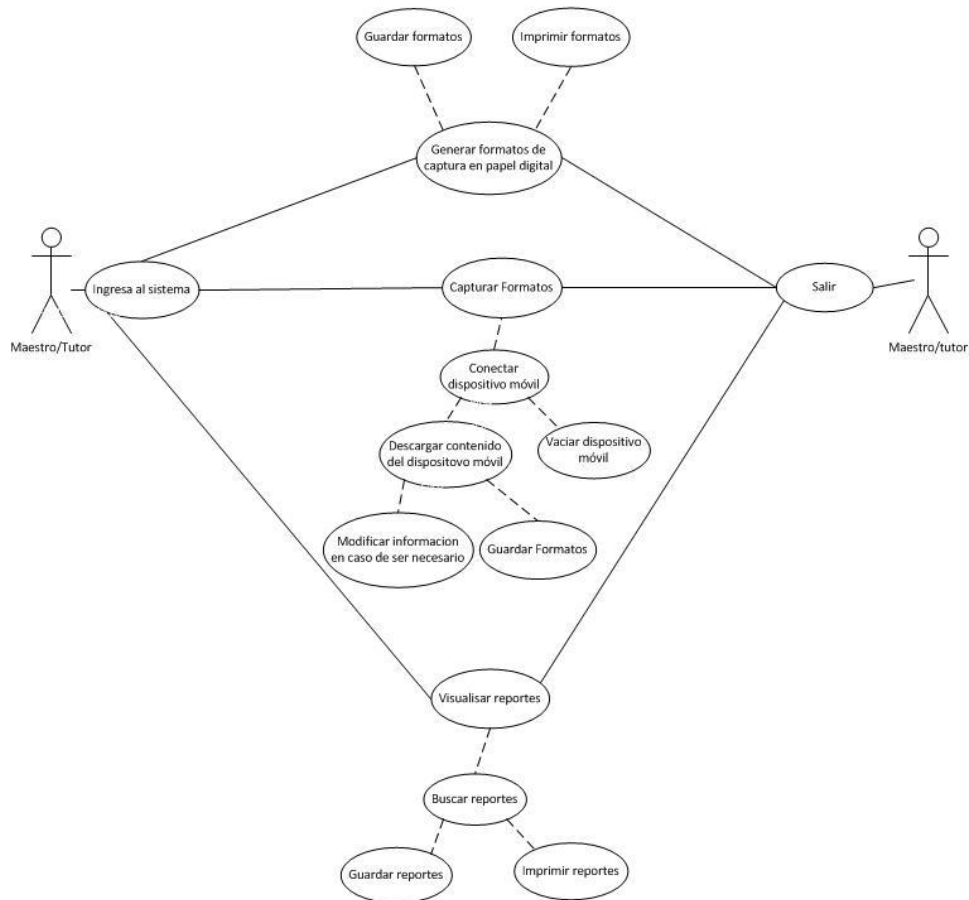 Guardar formatos
Imprimir formatos
Generar formatos de
captura en papel digital
Ingresa al sistema
Capturar Formatos
Salir
Maestro/Tutor
Maestro/tutor
Conectar
dispositivo móvil
Descargar contenido
del dispositovo móvil
Vaciar dispositivo
móvil
Modificar informacion
en caso de ser necesario
Guardar Formatos
Visualisar reportes
Buscar reportes
Guardar reportes
Imprimir reportes